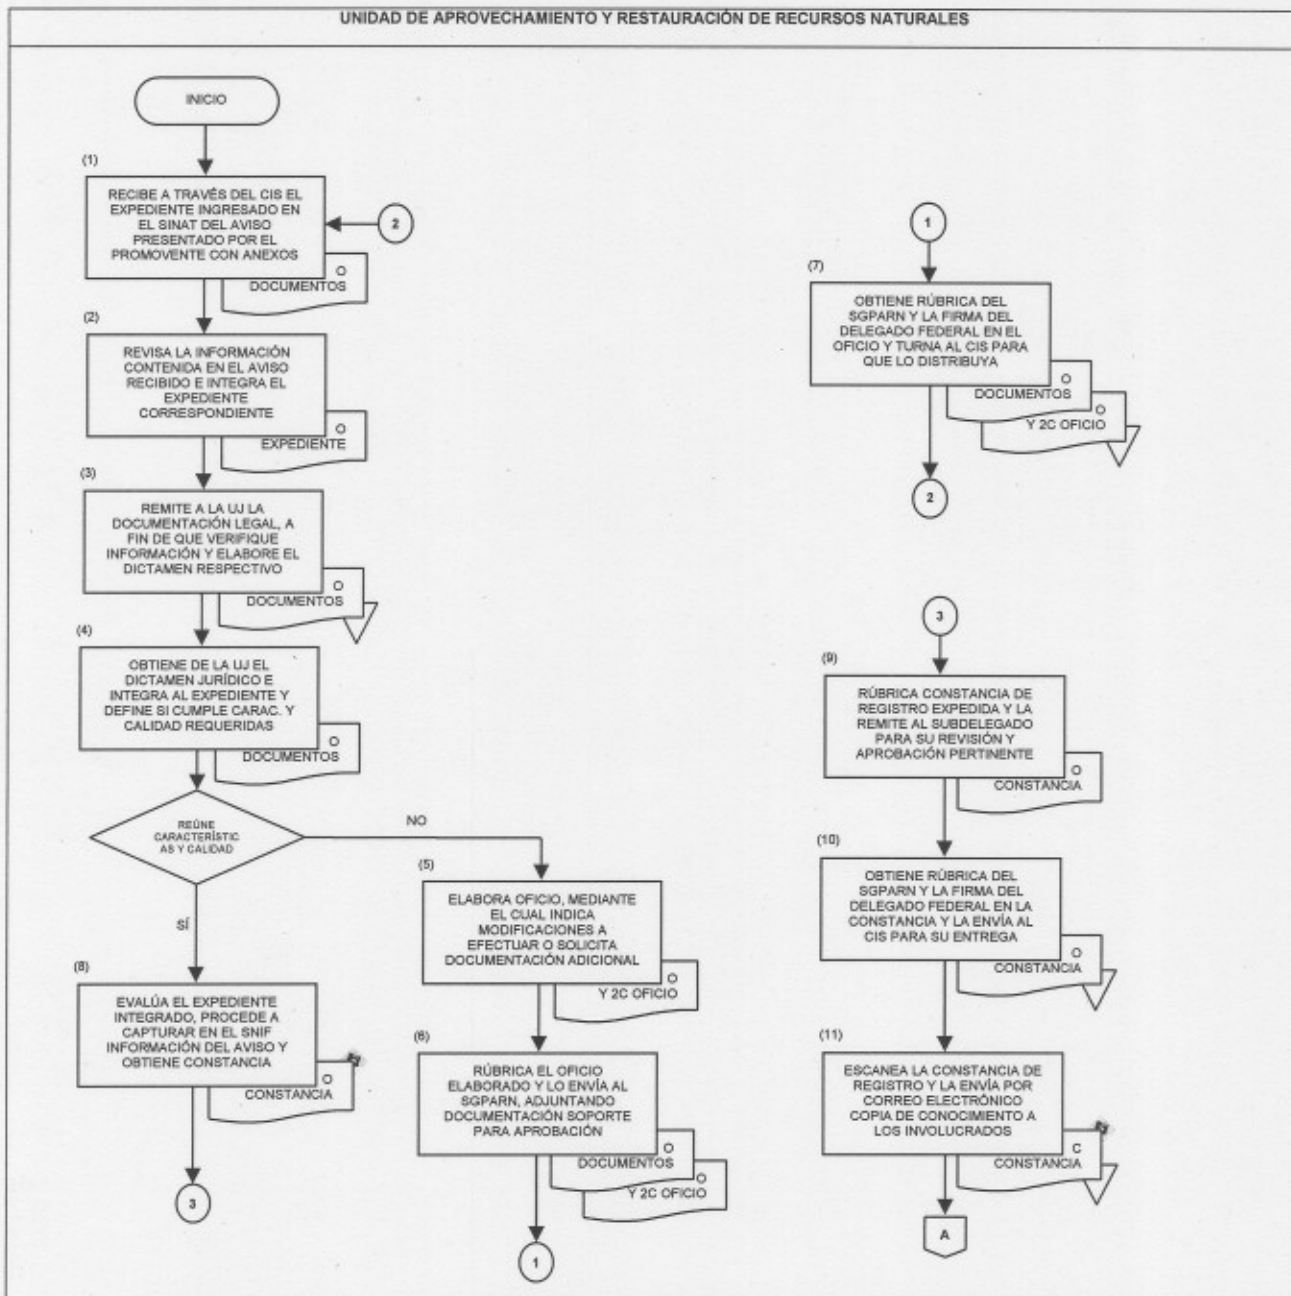 UNIDAD DE APROVECHAMIENTO Y RESTAURACIÓN DE RECURSOS NATURALES
INICIO
(1)
RECIBE A TRAVÉS DEL CIS EL
EXPEDIENTE INGRESADO EN
EL SINAT DEL AVISO
PRESENTADO POR EL
PROMOVENTE CON ANEXOS
2
O
DOCUMENTOS
(2)
REVISA LA INFORMACIÓN
CONTENIDA EN EL AVISO
RECIBIDO E INTEGRA EL
EXPEDIENTE
CORRESPONDIENTE
O
EXPEDIENTE
(3)
REMITE A LA UJ LA
DOCUMENTACIÓN LEGAL, A
FIN DE QUE VERIFIQUE
INFORMACIÓN Y ELABORE EL
DICTAMEN RESPECTIVO
O
DOCUMENTOS
(4)
OBTIENE DE LA UJ EL
DICTAMEN JURÍDICO E
INTEGRA AL EXPEDIENTE Y
DEFINE SI CUMPLE CARAC. Y
CALIDAD REQUERIDAS
O
DOCUMENTOS
REÚNE
CARACTERÍSTIC
AS Y CALIDAD
NO
SÍ
(5)
ELABORA OFICIO, MEDIANTE
EL CUAL INDICA
MODIFICACIONES A
EFECTUAR O SOLICITA
DOCUMENTACIÓN ADICIONAL
O
Y 2C OFICIO
(6)
RÚBRICA EL OFICIO
ELABORADO Y LO ENVÍA AL
SGPARN, ADJUNTANDO
DOCUMENTACIÓN SOPORTE
PARA APROBACIÓN
O
DOCUMENTOS
O
Y 2C OFICIO
1
(8)
EVALÚA EL EXPEDIENTE
INTEGRADO, PROCEDE A
CAPTURAR EN EL SNIF
INFORMACIÓN DEL AVISO Y
OBTIENE CONSTANCIA
O
CONSTANCIA
3
1
(7)
OBTIENE RÚBRICA DEL
SGPARN Y LA FIRMA DEL
DELEGADO FEDERAL EN EL
OFICIO Y TURNA AL CIS PARA
QUE LO DISTRIBUYA
O
DOCUMENTOS
O
Y 2C OFICIO
2
3
(9)
RÚBRICA CONSTANCIA DE
REGISTRO EXPEDIDA Y LA
REMITE AL SUBDELEGADO
PARA SU REVISIÓN Y
APROBACIÓN PERTINENTE
O
CONSTANCIA
(10)
OBTIENE RÚBRICA DEL
SGPARN Y LA FIRMA DEL
DELEGADO FEDERAL EN LA
CONSTANCIA Y LA ENVÍA AL
CIS PARA SU ENTREGA
O
CONSTANCIA
(11)
ESCANEA LA CONSTANCIA DE
REGISTRO Y LA ENVÍA POR
CORREO ELECTRÓNICO
COPIA DE CONOCIMIENTO A
LOS INVOLUCRADOS
C
CONSTANCIA
A